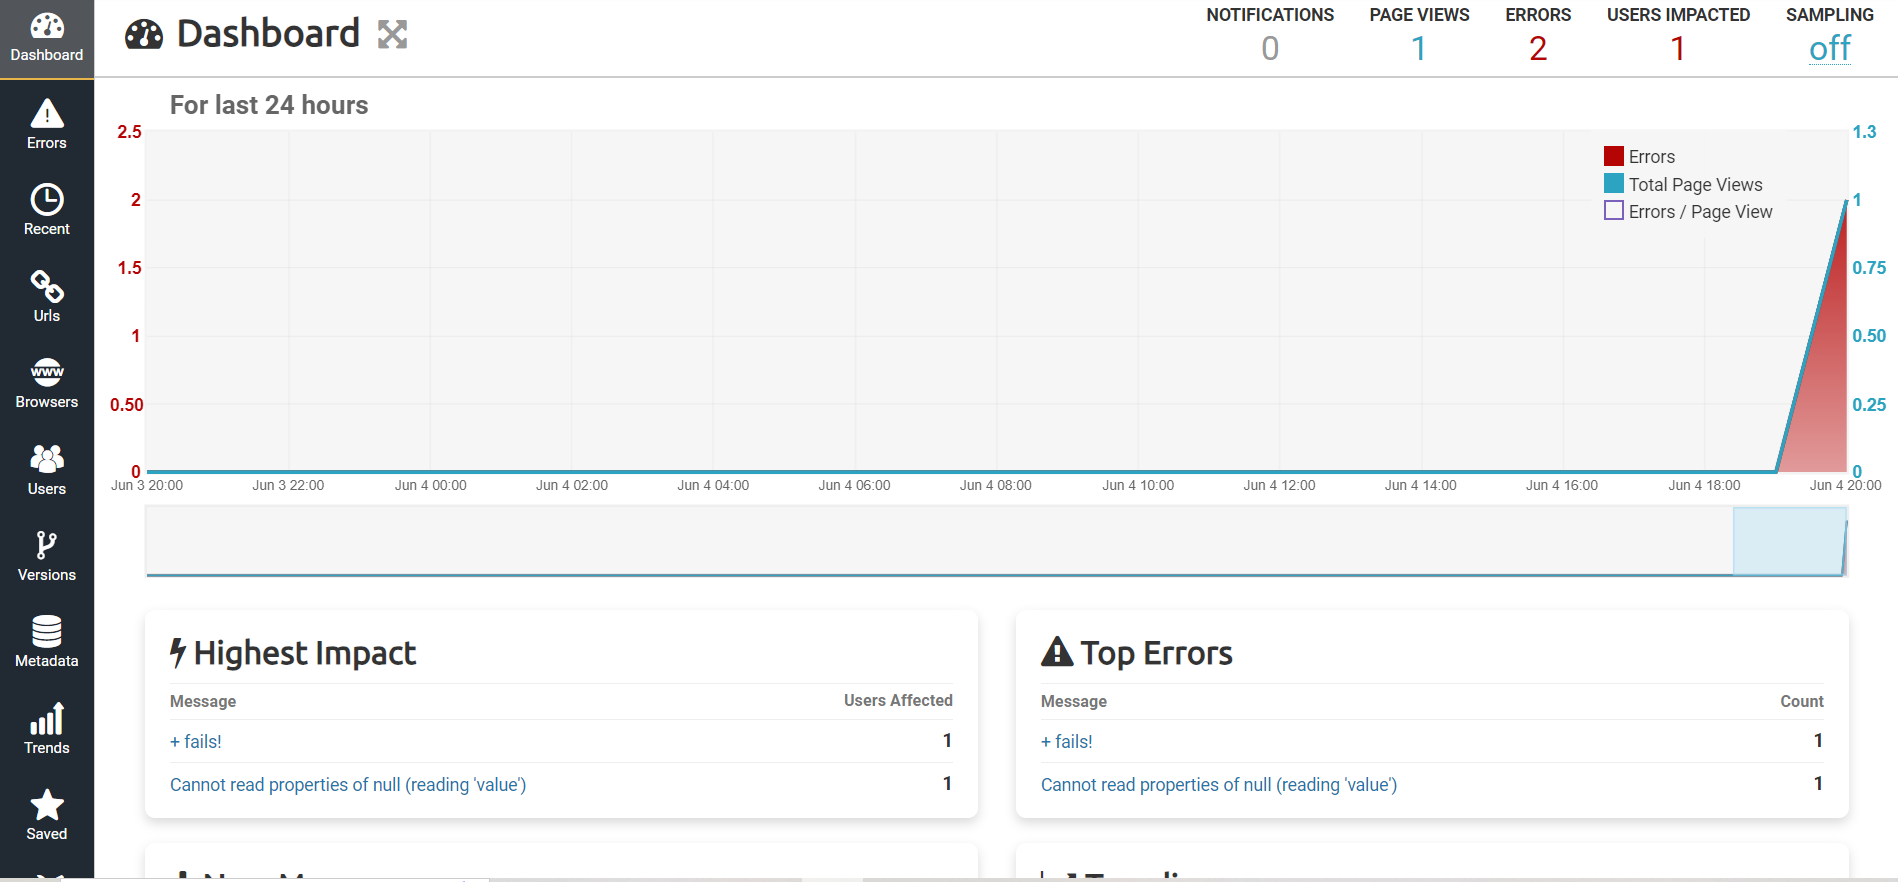 Dashboard
Errors
Recent
Urls
www
Browsers
Users
Versions
Metadata
Trends
Saved
Dashboard
NOTIFICATIONS PAGE VIEWS ERRORS USERS IMPACTED SAMPLING
0 1 2 1 off
For last 24 hours
2.5 1.3
2 1
1.5 0.75
1 0.50
0.50 0.25
0 0
Errors
Total Page Views
Errors / Page View
Jun 3 20:00 Jun 3 22:00 Jun 4 00:00 Jun 4 02:00 Jun 4 04:00 Jun 4 06:00 Jun 4 08:00 Jun 4 10:00 Jun 4 12:00 Jun 4 14:00 Jun 4 16:00 Jun 4 18:00 Jun 4 20:00
Highest Impact
Message Users Affected
+ fails! 1
Cannot read properties of null (reading 'value') 1
Top Errors
Message Count
+ fails! 1
Cannot read properties of null (reading 'value') 1